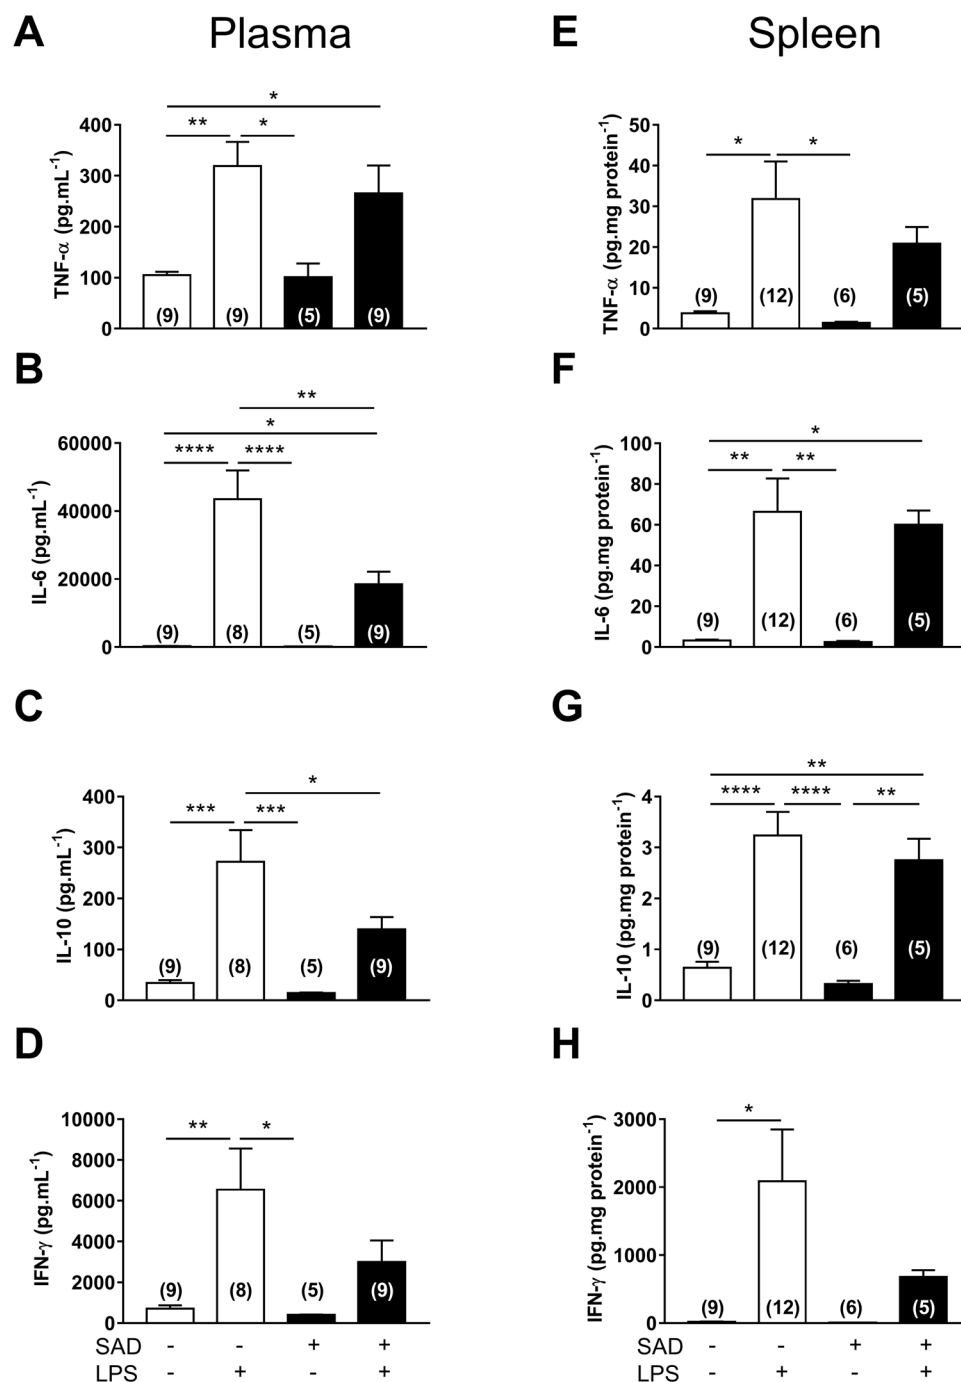 A Plasma
TNF-α (pg.mL-1)
400
300
200
100
0
*
** *
(9) (9) (5) (9)
E Spleen
TNF-α (pg.mg protein-1)
50
40
30
20
10
0
* *
(9) (12) (6) (5)
B
IL-6 (pg.mL-1)
60000
40000
20000
0
**
*
**** ****
(9) (8) (5) (9)
F
IL-6 (pg.mg protein-1)
100
80
60
40
20
0
*
** **
(9) (12) (6) (5)
C
IL-10 (pg.mL-1)
400
300
200
100
0
*
*** ***
(9) (8) (5) (9)
G
IL-10 (pg.mg protein-1)
4
3
2
1
0
**
**** **** **
(9) (12) (6) (5)
D
IFN-γ (pg.mL-1)
10000
8000
6000
4000
2000
0
** *
(9) (8) (5) (9)
SAD - - + +
LPS - + - +
H
IFN-γ (pg.mg protein-1)
3000
2000
1000
0
*
(9) (12) (6) (5)
SAD - - + +
LPS - + - +